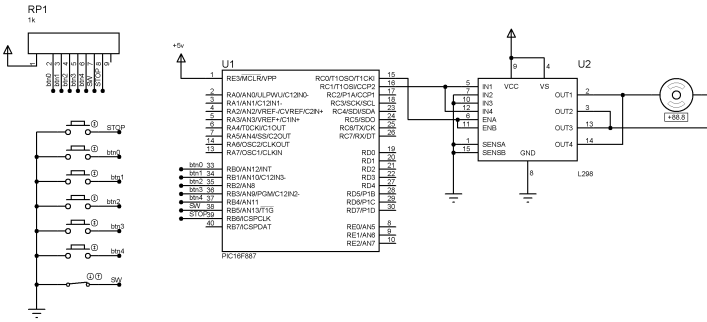 RP1
1k
1
2
3
4
5
6
7
8
9
btn0
btn1
btn2
btn3
btn4
SW
STOP
STOP
btn0
btn1
btn2
btn3
btn4
SW
+5v
U1
1 RE3/MCLR/VPP
2 RA0/AN0/ULPWU/C12IN0-
3 RA1/AN1/C12IN1-
4 RA2/AN2/VREF-/CVREF/C2IN+
5 RA3/AN3/VREF+/C1IN+
6 RA4/T0CKI/C1OUT
7 RA5/AN4/SS/C2OUT
14 RA6/OSC2/CLKOUT
13 RA7/OSC1/CLKIN
btn0 33 RB0/AN12/INT
btn1 34 RB1/AN10/C12IN3-
btn2 35 RB2/AN8
btn3 36 RB3/AN9/PGM/C12IN2-
btn4 37 RB4/AN11
SW 38 RB5/AN13/T1G
STOP 39 RB6/ICSPCLK
40 RB7/ICSPDAT
RC0/T1OSO/T1CKI 15
RC1/T1OSI/CCP2 16
RC2/P1A/CCP1 17
RC3/SCK/SCL 18
RC4/SDI/SDA 23
RC5/SDO 24
RC6/TX/CK 25
RC7/RX/DT 26
RD0 19
RD1 20
RD2 21
RD3 22
RD4 27
RD5/P1B 28
RD6/P1C 29
RD7/P1D 30
RE0/AN5 8
RE1/AN6 9
RE2/AN7 10
PIC16F887
U2
9
4
VCC
VS
5 IN1
7 IN2
10 IN3
12 IN4
6 ENA
11 ENB
1 SENSA
15 SENSB
OUT1 2
OUT2 3
OUT3 13
OUT4 14
GND
8
L298
+88.8